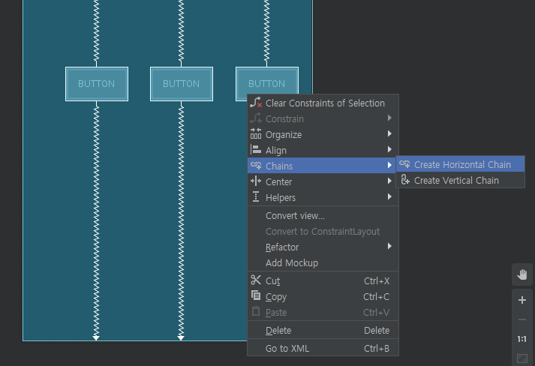 BUTTON BUTTON BUTTON
Clear Constraints of Selection
Constrain
Organize
Align
Chains
Create Horizontal Chain
Create Vertical Chain
Center
Helpers
Convert view...
Convert to ConstraintLayout
Refactor
Add Mockup
Cut Ctrl+X
Copy Ctrl+C
Paste Ctrl+V
Delete Delete
Go to XML Ctrl+B
1:1